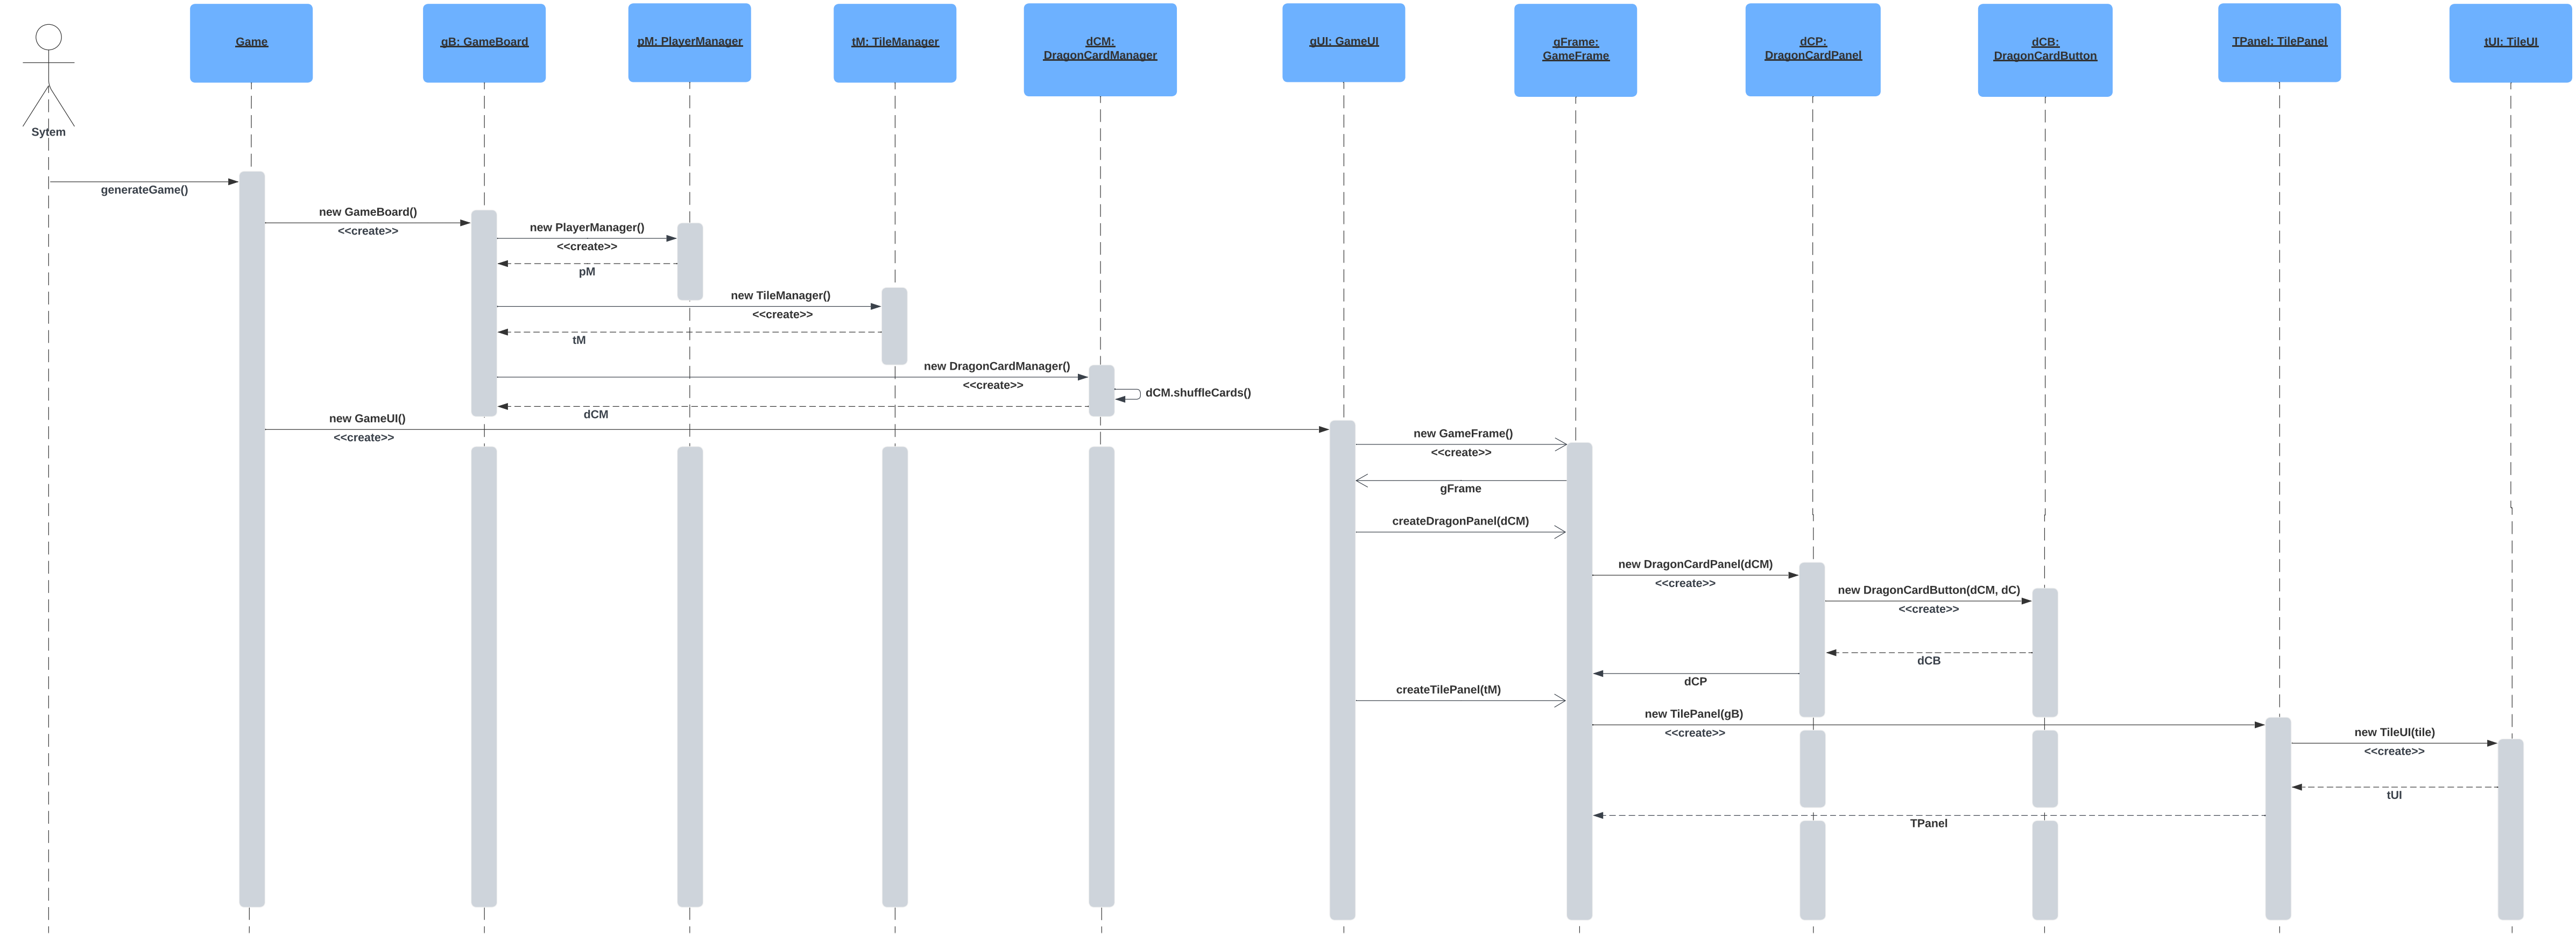 Game
gB: GameBoard
pM: PlayerManager
tM: TileManager
dCM:
DragonCardManager
gUI: GameUI
gFrame:
GameFrame
dCP:
DragonCardPanel
dCB:
DragonCardButton
TPanel: TilePanel
tUI: TileUI
Sytem
generateGame()
new GameBoard()
<<create>>
new PlayerManager()
<<create>>
pM
new TileManager()
<<create>>
tM
new DragonCardManager()
<<create>>
dCM.shuffleCards()
dCM
new GameUI()
<<create>>
new GameFrame()
<<create>>
gFrame
createDragonPanel(dCM)
new DragonCardPanel(dCM)
<<create>>
new DragonCardButton(dCM, dC)
<<create>>
dCB
dCP
createTilePanel(tM)
new TilePanel(gB)
<<create>>
new TileUI(tile)
<<create>>
tUI
TPanel